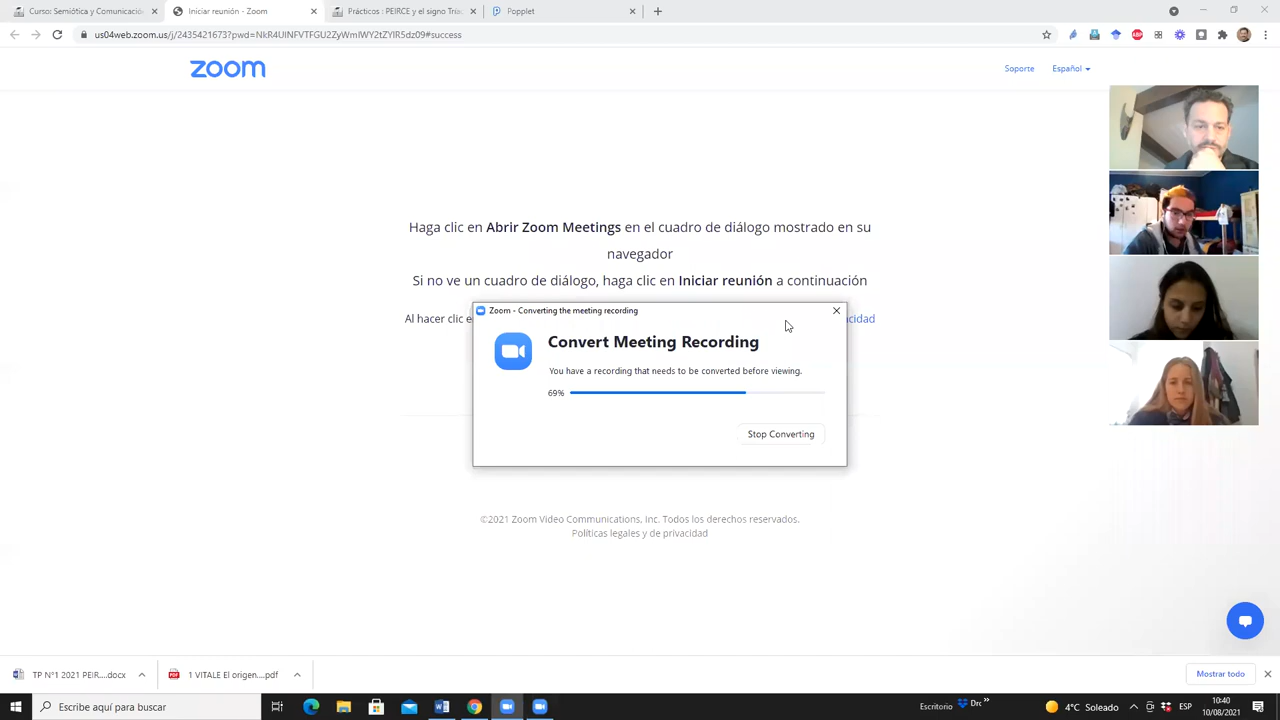 Curso: Semiótica y Comunicació
Iniciar reunión - Zoom
Prácticos : PEIRCE y el signo Triá
Popplet
us04web.zoom.us/j/2435421673?pwd=NkR4UlNFVTFGU2ZyWmlWY2tZYlR5dz09#success
zoom
Soporte
Español
Haga clic en Abrir Zoom Meetings en el cuadro de diálogo mostrado en su
navegador
Si no ve un cuadro de diálogo, haga clic en Iniciar reunión a continuación
Al hacer clic e
acidad
Zoom - Converting the meeting recording
Convert Meeting Recording
You have a recording that needs to be converted before viewing.
69%
Stop Converting
©2021 Zoom Video Communications, Inc. Todos los derechos reservados.
Políticas legales y de privacidad
TP N°1 2021 PEIR....docx
1 VITALE El origen....pdf
Mostrar todo
Escribe aquí para buscar
Escritorio
Drc
4°C Soleado
ESP
10:40
10/08/2021